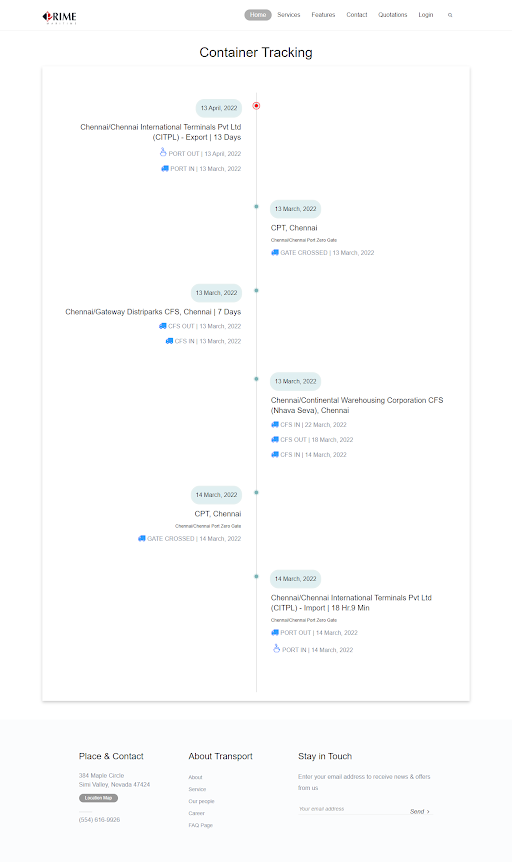 PRIME
Home Services Features Contact Quotations Login
Container Tracking
13 April, 2022
Chennai/Chennai International Terminals Pvt Ltd
(CITPL) - Export | 13 Days
PORT OUT | 13 April, 2022
PORT IN | 13 March, 2022
13 March, 2022
CPT, Chennai
Chennai/Chennai Port Zero Gate
GATE CROSSED | 13 March, 2022
13 March, 2022
Chennai/Gateway Distriparks CFS, Chennai | 7 Days
CFS OUT | 13 March, 2022
CFS IN | 13 March, 2022
13 March, 2022
Chennai/Continental Warehousing Corporation CFS
(Nhava Seva), Chennai
CFS IN | 22 March, 2022
CFS OUT | 18 March, 2022
CFS IN | 14 March, 2022
14 March, 2022
CPT, Chennai
Chennai/Chennai Port Zero Gate
GATE CROSSED | 14 March, 2022
14 March, 2022
Chennai/Chennai International Terminals Pvt Ltd
(CITPL) - Import | 18 Hr.9 Min
Chennai/Chennai Port Zero Gate
PORT OUT | 14 March, 2022
PORT IN | 14 March, 2022
Place & Contact
384 Maple Circle
Simi Valley, Nevada 47424
Location Map
(554) 616-9926
About Transport
About
Service
Our people
Career
FAQ Page
Stay in Touch
Enter your email address to receive news & offers
from us
Your email address
Send